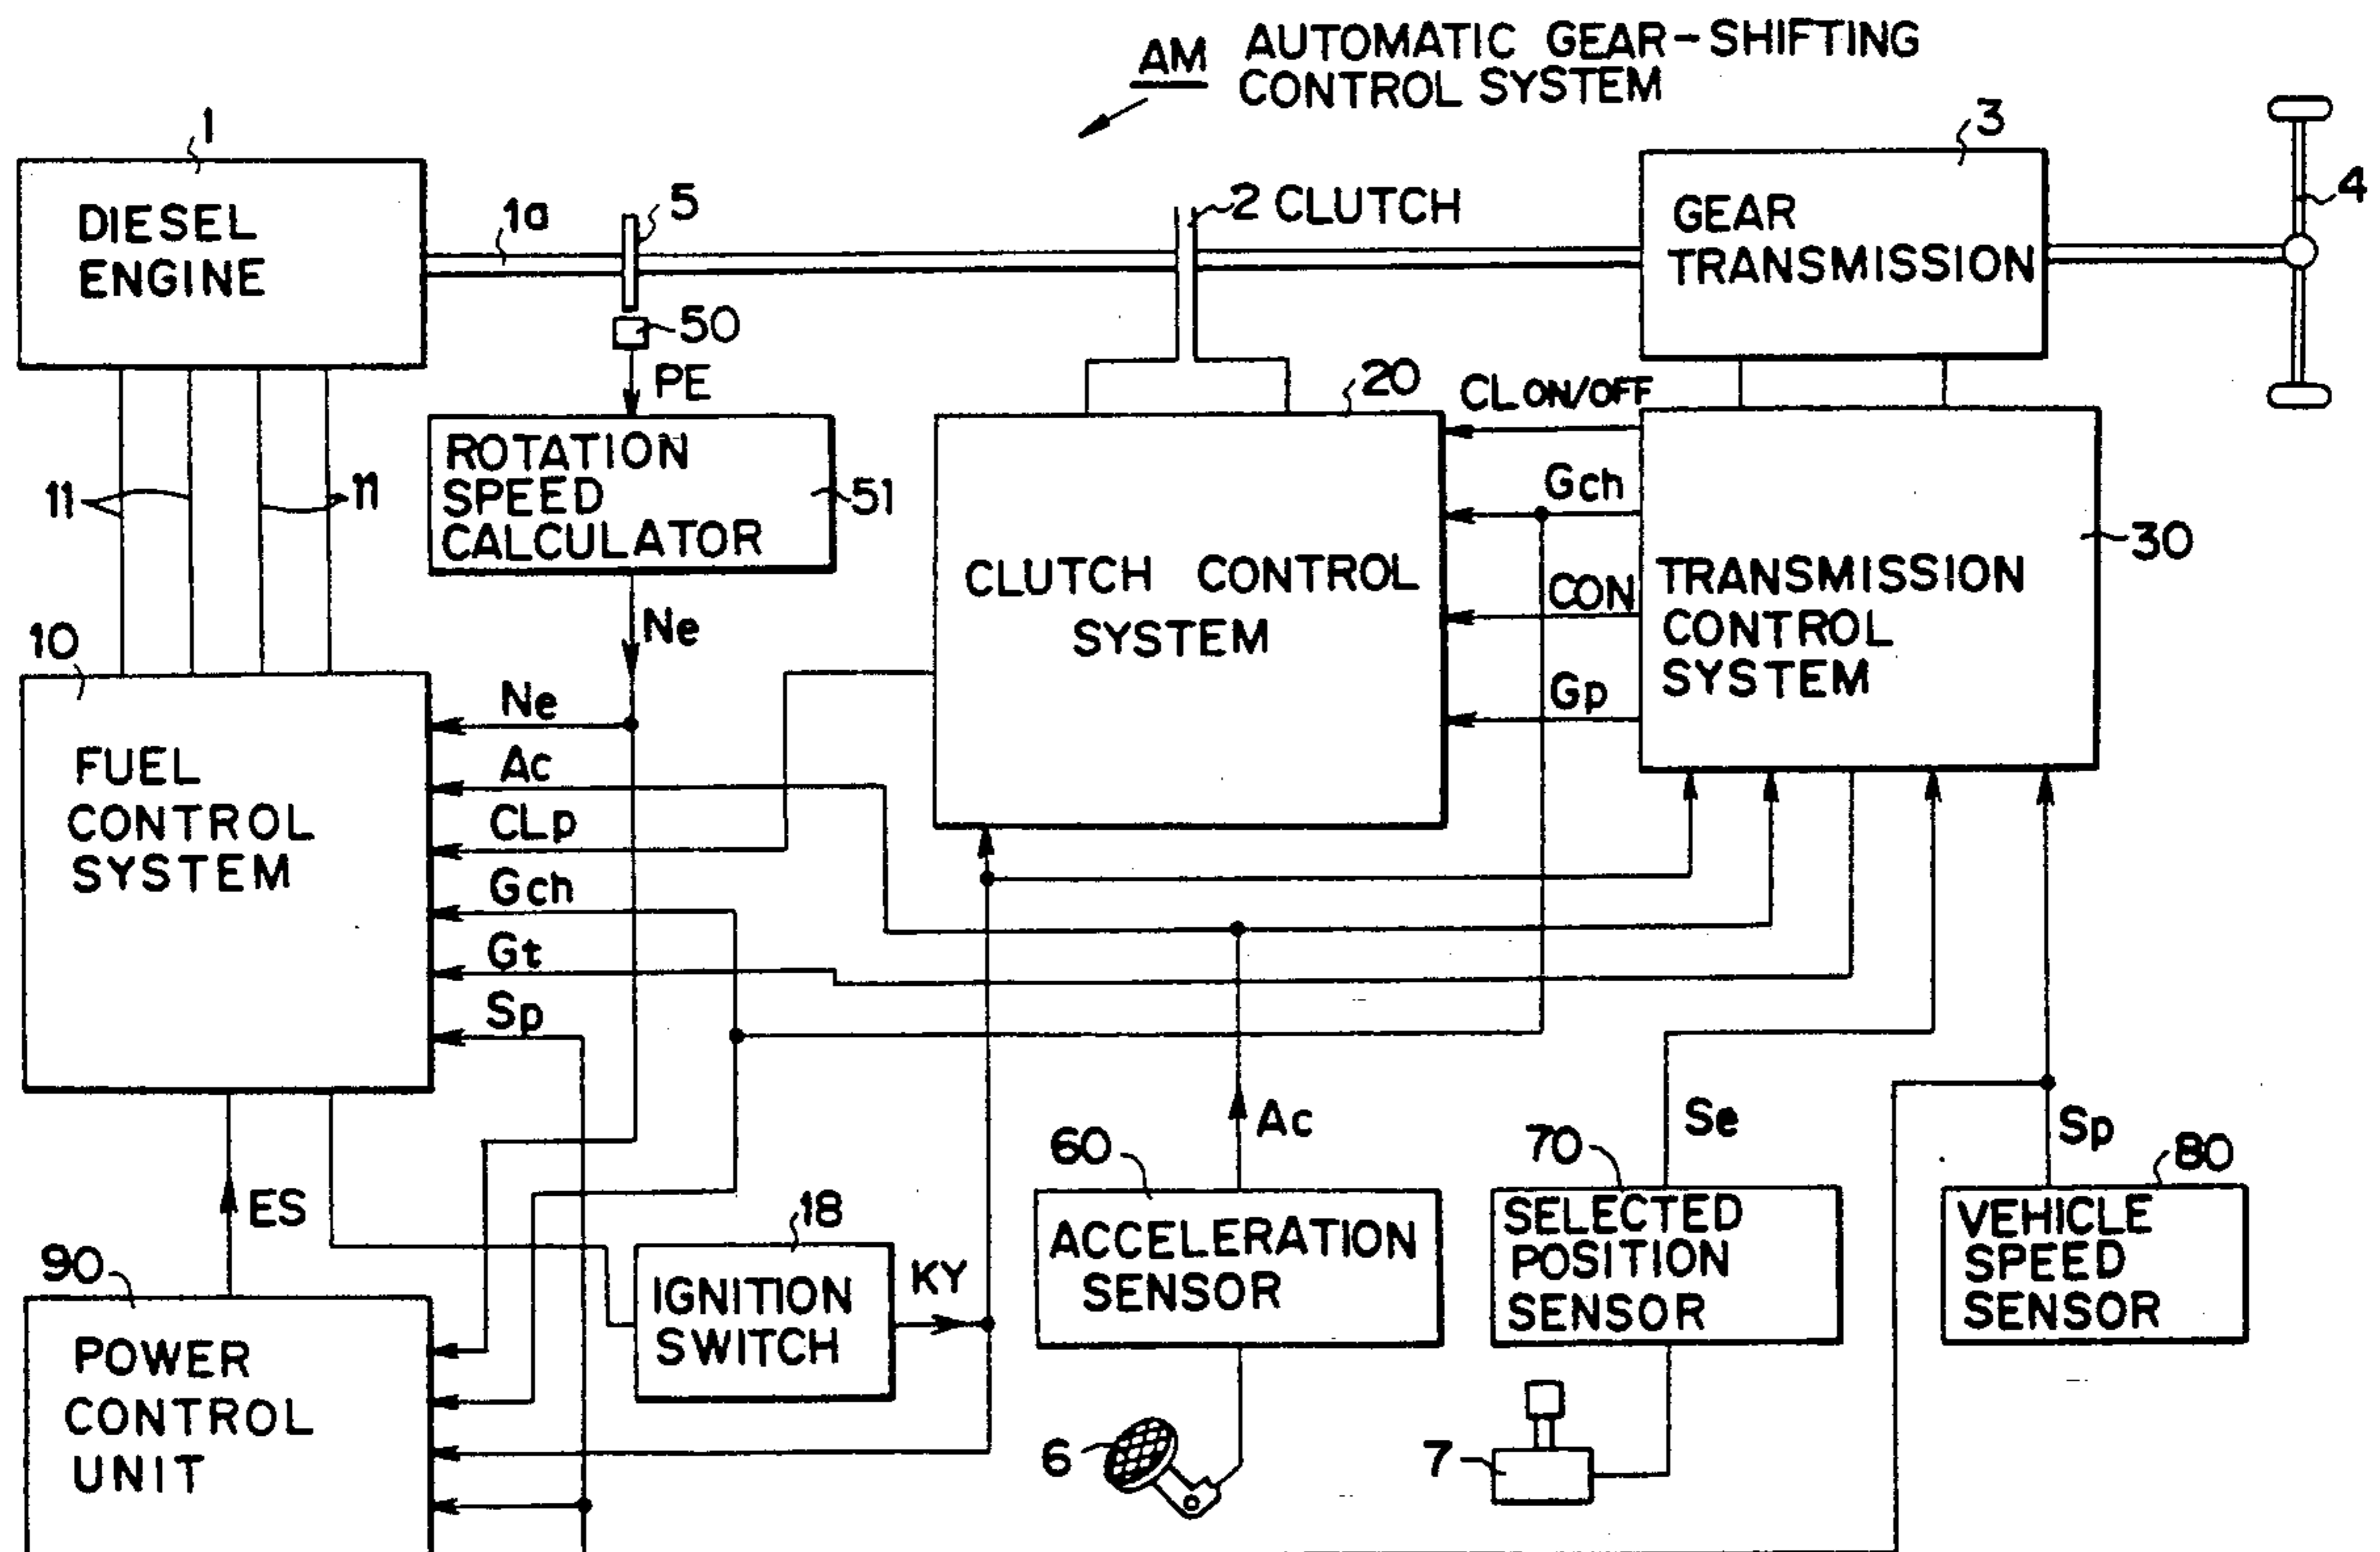 AM AUTOMATIC GEAR-SHIFTING
CONTROL SYSTEM
1
3
DIESEL
ENGINE
1a
5
2 CLUTCH
GEAR
TRANSMISSION
4
50
PE
20
CL ON/OFF
11
11
ROTATION
SPEED
CALCULATOR
51
Gch
30
CLUTCH CONTROL
SYSTEM
CON
TRANSMISSION
CONTROL
SYSTEM
Ne
10
Gp
Ne
FUEL
CONTROL
SYSTEM
Ac
CLp
Gch
Gt
Sp
Ac
Se
Sp
60
70
80
ES
18
90
ACCELERATION
SENSOR
SELECTED
POSITION
SENSOR
VEHICLE
SPEED
SENSOR
IGNITION
SWITCH
KY
POWER
CONTROL
UNIT
6
7